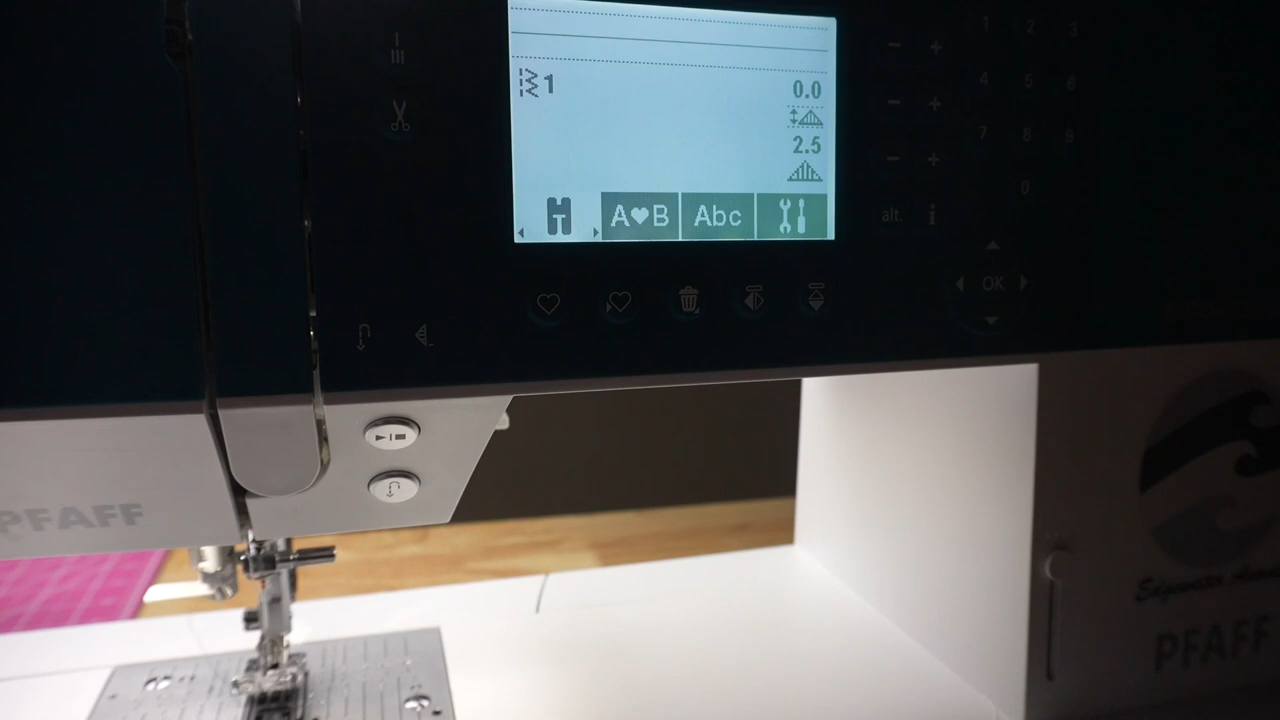 1
0.0
2.5
T
A♥B Abc
- + 1 2 3
- + 4 5 6
- + 7 8 9
0
alt. i
OK
PFAFF
Edgewater
PFAFF